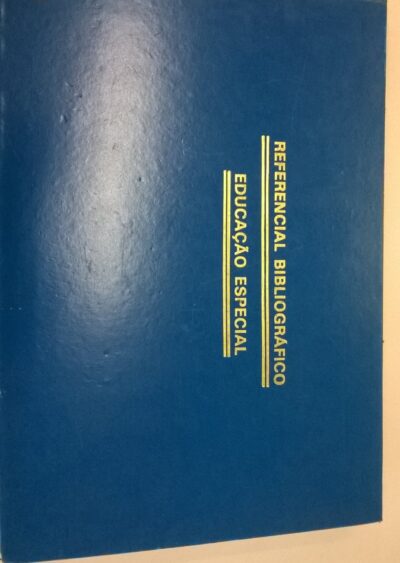 REFERENCIAL BIBLIOGRÁFICO
EDUCAÇÃO ESPECIAL